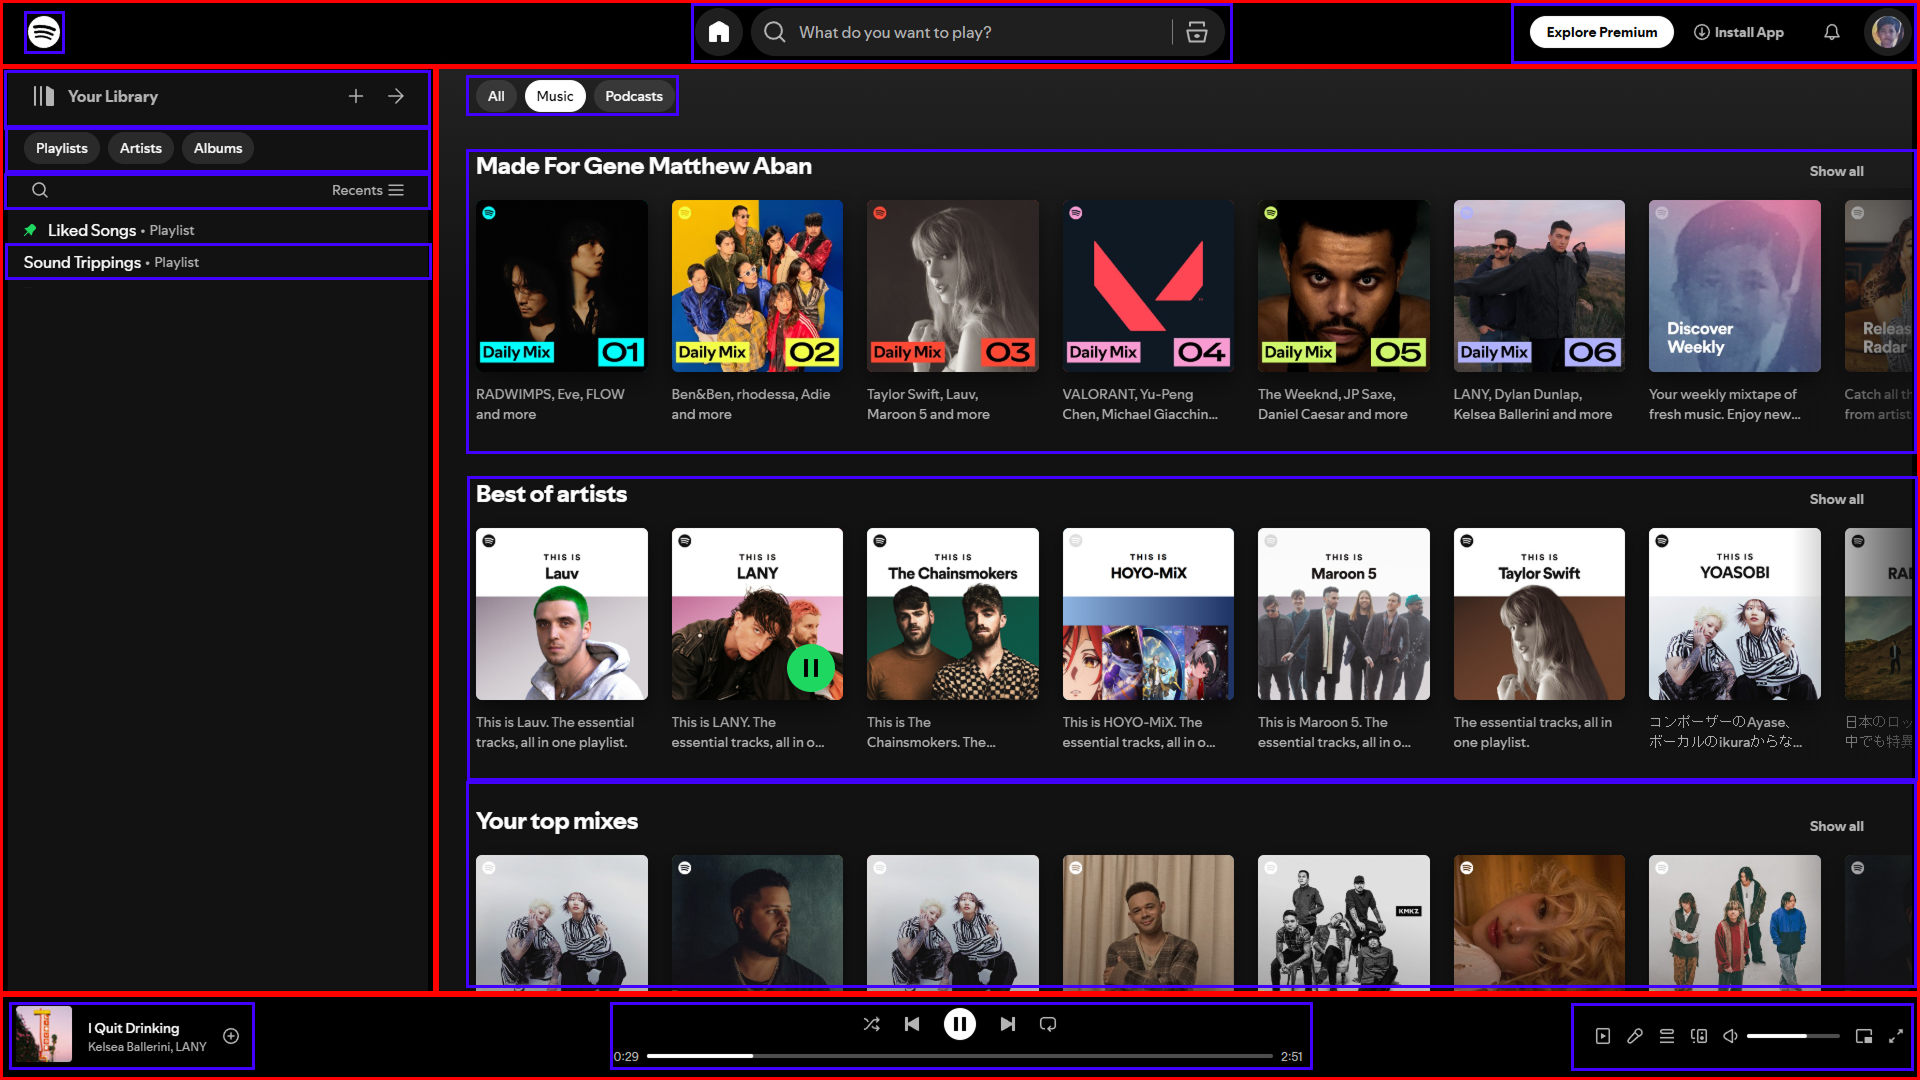 What do you want to play?
Explore Premium
Install App
Your Library
Playlists
Artists
Albums
Recents
Liked Songs • Playlist
Sound Trippings • Playlist
All
Music
Podcasts
Made For Gene Matthew Aban
Show all
Daily Mix 01
Daily Mix 02
Daily Mix 03
Daily Mix 04
Daily Mix 05
Daily Mix 06
Discover
Weekly
Releas
Radar
RADWIMPS, Eve, FLOW
and more
Ben&Ben, rhodessa, Adie
and more
Taylor Swift, Lauv,
Maroon 5 and more
VALORANT, Yu-Peng
Chen, Michael Giacchin...
The Weeknd, JP Saxe,
Daniel Caesar and more
LANY, Dylan Dunlap,
Kelsea Ballerini and more
Your weekly mixtape of
fresh music. Enjoy new...
Catch all th
from artist
Best of artists
Show all
THIS IS
Lauv
THIS IS
LANY
THIS IS
The Chainsmokers
THIS IS
HOYO-MiX
THIS IS
Maroon 5
THIS IS
Taylor Swift
THIS IS
YOASOBI
RA
This is Lauv. The essential
tracks, all in one playlist.
This is LANY. The
essential tracks, all in o...
This is The
Chainsmokers. The...
This is HOYO-MiX. The
essential tracks, all in o...
This is Maroon 5. The
essential tracks, all in o...
The essential tracks, all in
one playlist.
コンポーザーのAyase、
ボーカルのikuraからな...
日本のロッ
中でも特異
Your top mixes
Show all
KMKZ
I Quit Drinking
Kelsea Ballerini, LANY
0:29
2:51